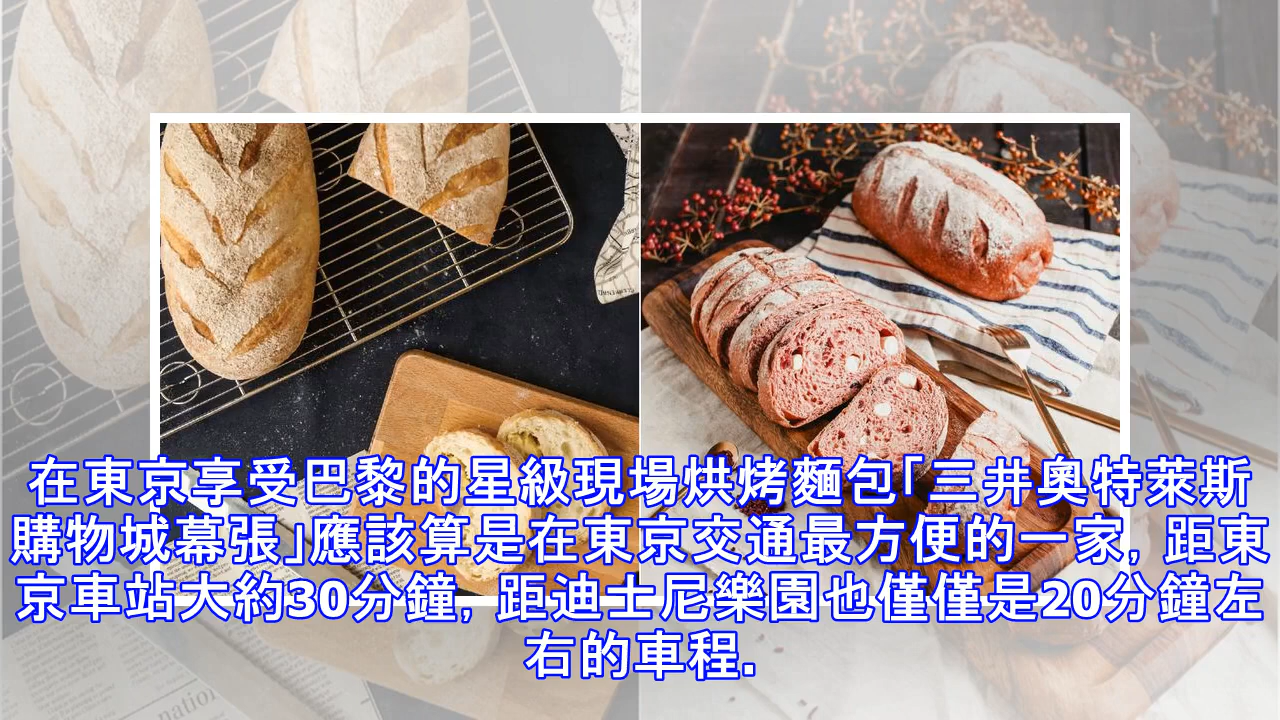 在東京享受巴黎的星級現場烘烤麵包「三井奧特萊斯
購物城幕張」應該算是在東京交通最方便的一家, 距東
京車站大約30分鐘, 距迪士尼樂園也僅僅是20分鐘左
右的車程.
nation